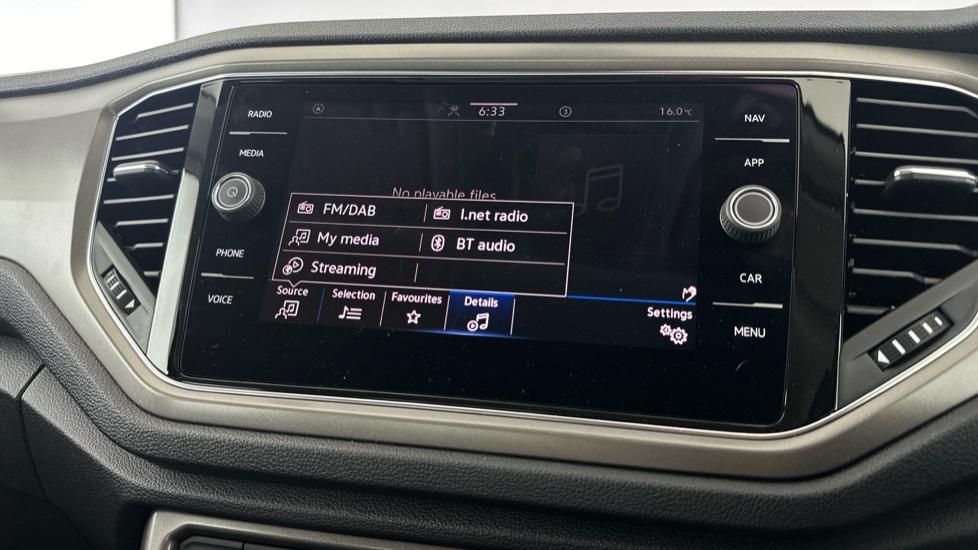 RADIO
MEDIA
PHONE
VOICE
6:33
3
16.0°C
No playable files
FM/DAB
I.net radio
My media
BT audio
Streaming
Source
Selection
Favourites
Details
Settings
NAV
APP
CAR
MENU